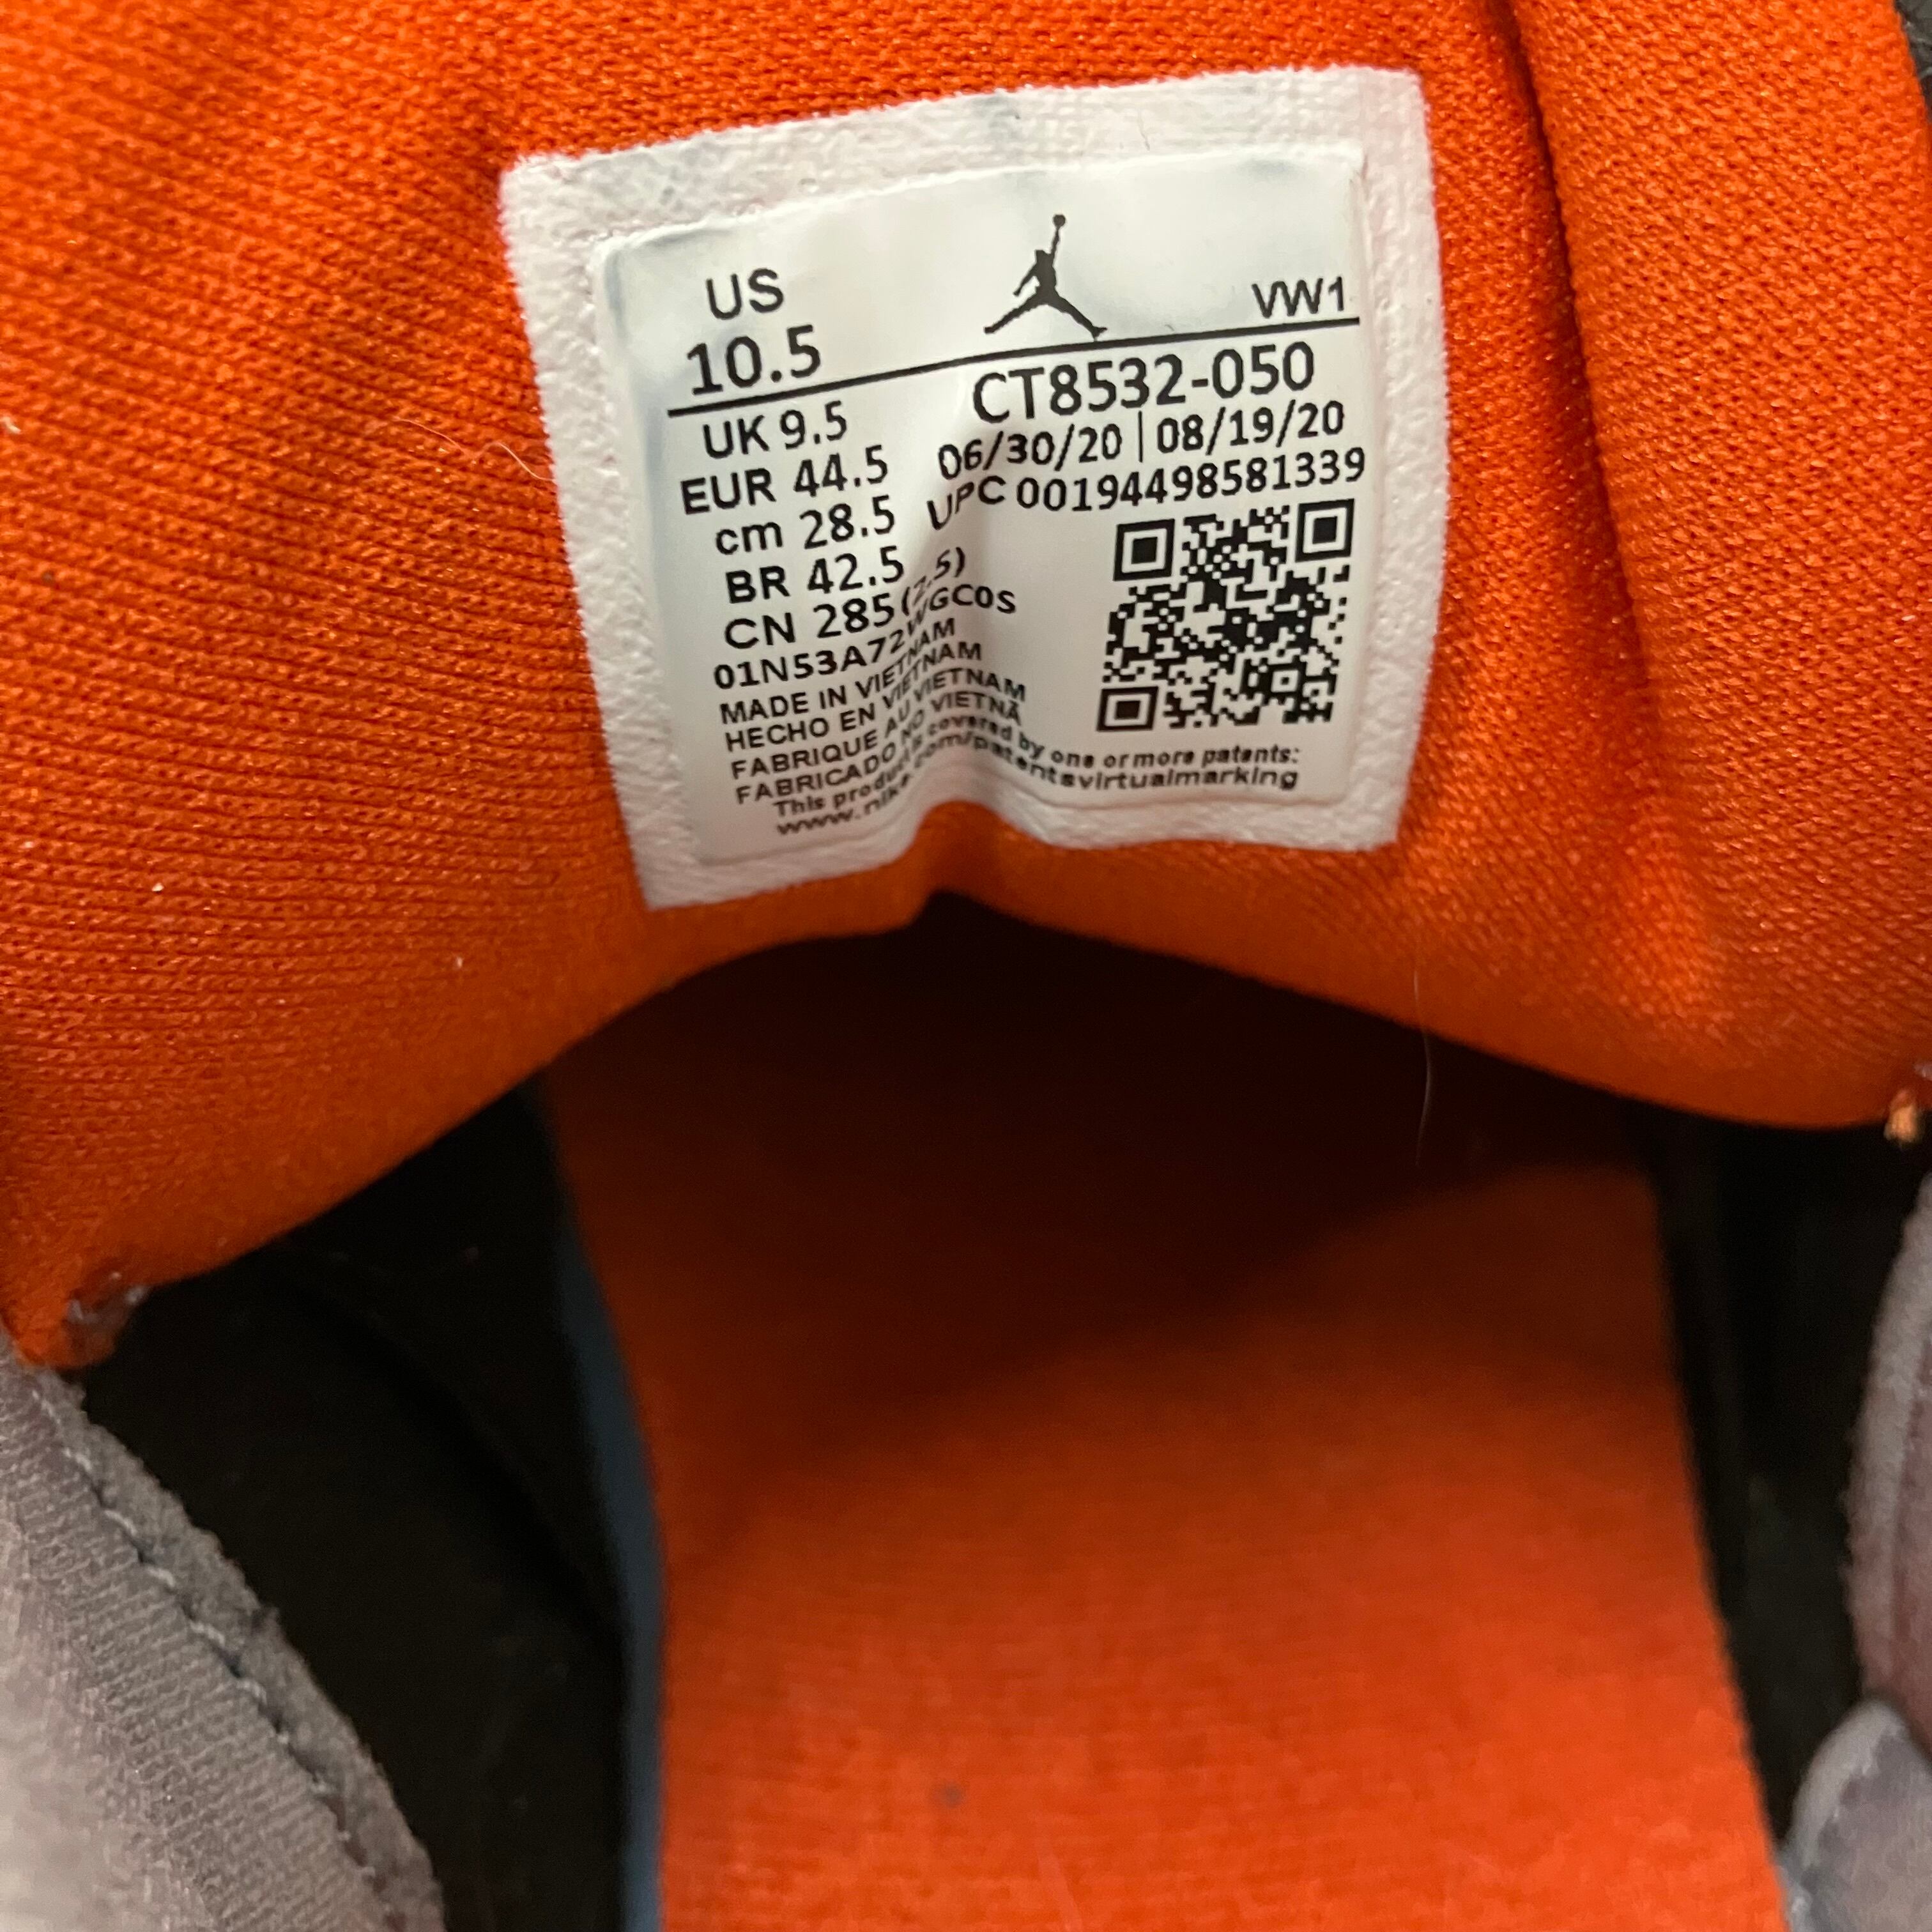 US
10.5
VW1
UK 9.5
EUR 44.5
cm 28.5
BR 42.5
CN 285(2.5)
CT8532-050
06/30/20 | 08/19/20
UPC 00194498581339
01N53A72WGCOS
MADE IN VIETNAM
HECHO EN VIETNAM
FABRIQUE AU VIETNAM
FABRICADO NO VIETNÃ
This product is covered by one or more patents:
www.nike.com/patentsvirtualmarking